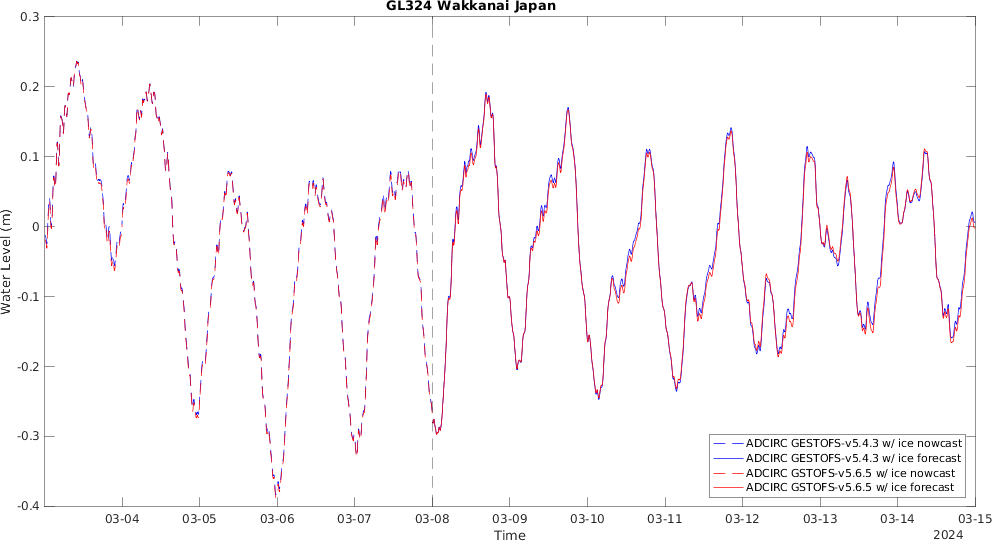 GL324 Wakkanai Japan
0.3
0.2
0.1
0
-0.1
-0.2
-0.3
-0.4
Water Level (m)
ADCIRC GESTOFS-v5.4.3 w/ ice nowcast
ADCIRC GESTOFS-v5.4.3 w/ ice forecast
ADCIRC GSTOFS-v5.6.5 w/ ice nowcast
ADCIRC GSTOFS-v5.6.5 w/ ice forecast
03-04 03-05 03-06 03-07 03-08 03-09 03-10 03-11 03-12 03-13 03-14 03-15
Time
2024